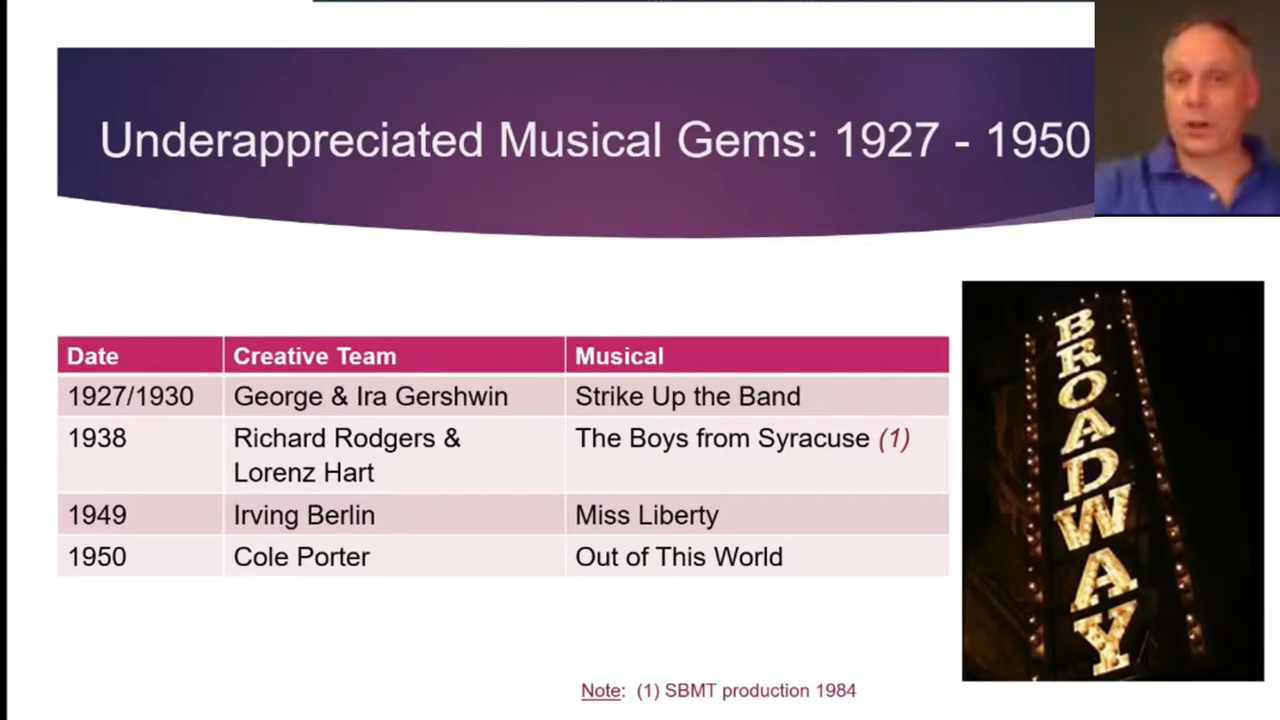 Underappreciated Musical Gems: 1927 - 1950
Date Creative Team Musical
1927/1930 George & Ira Gershwin Strike Up the Band
1938 Richard Rodgers & The Boys from Syracuse (1)
Lorenz Hart
1949 Irving Berlin Miss Liberty
1950 Cole Porter Out of This World
BROADWAY
Note: (1) SBMT production 1984